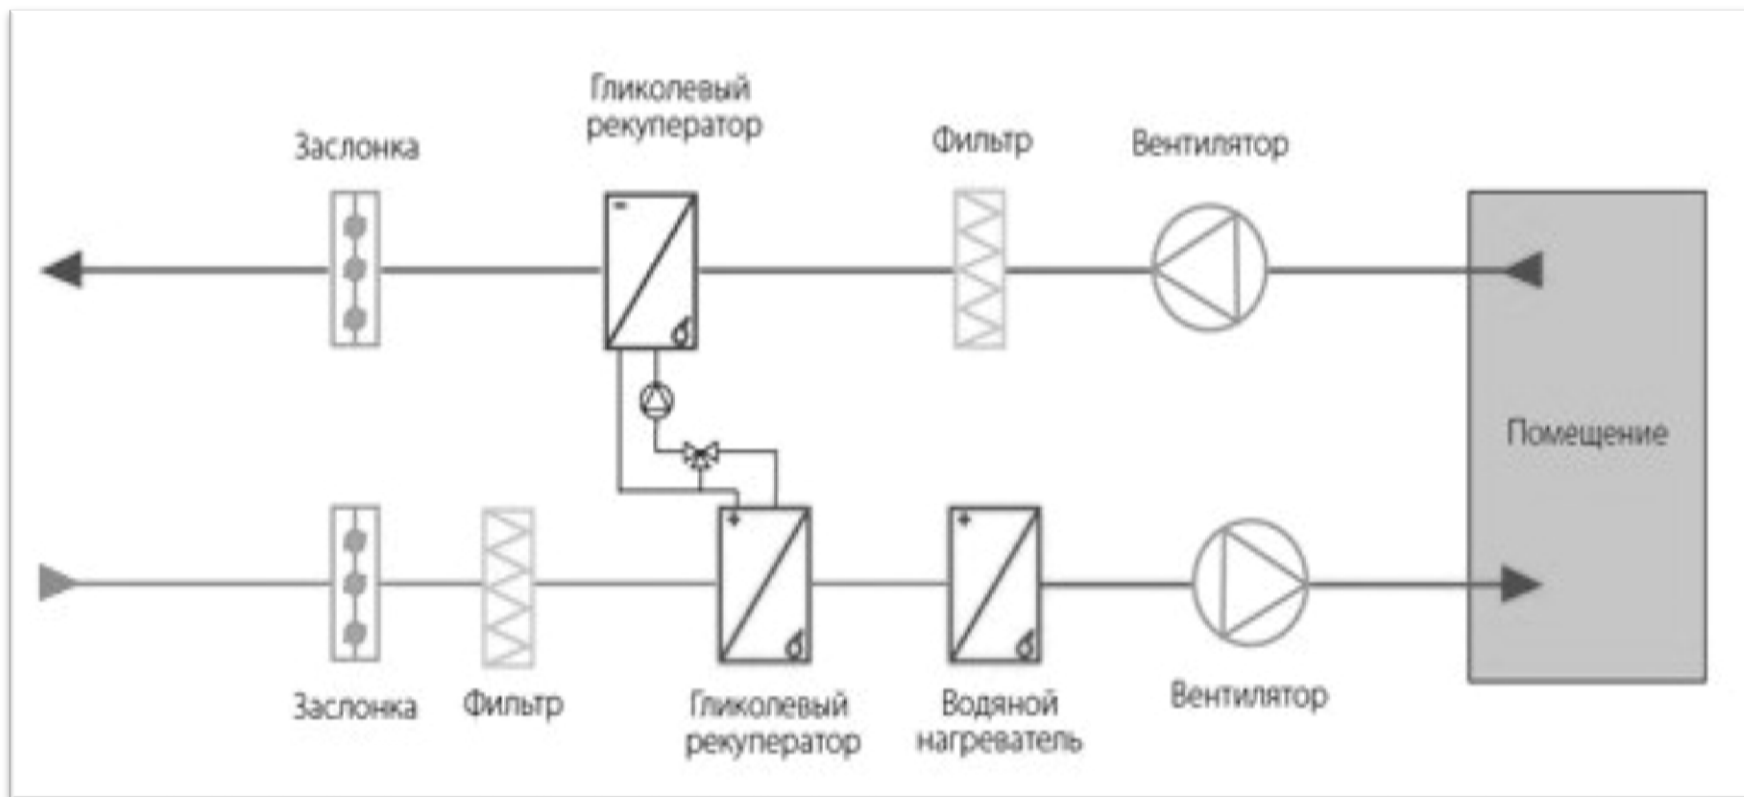 Гликолевый
рекуператор
Заслонка
Фильтр
Вентилятор
Помещение
Заслонка
Фильтр
Гликолевый
рекуператор
Водяной
нагреватель
Вентилятор